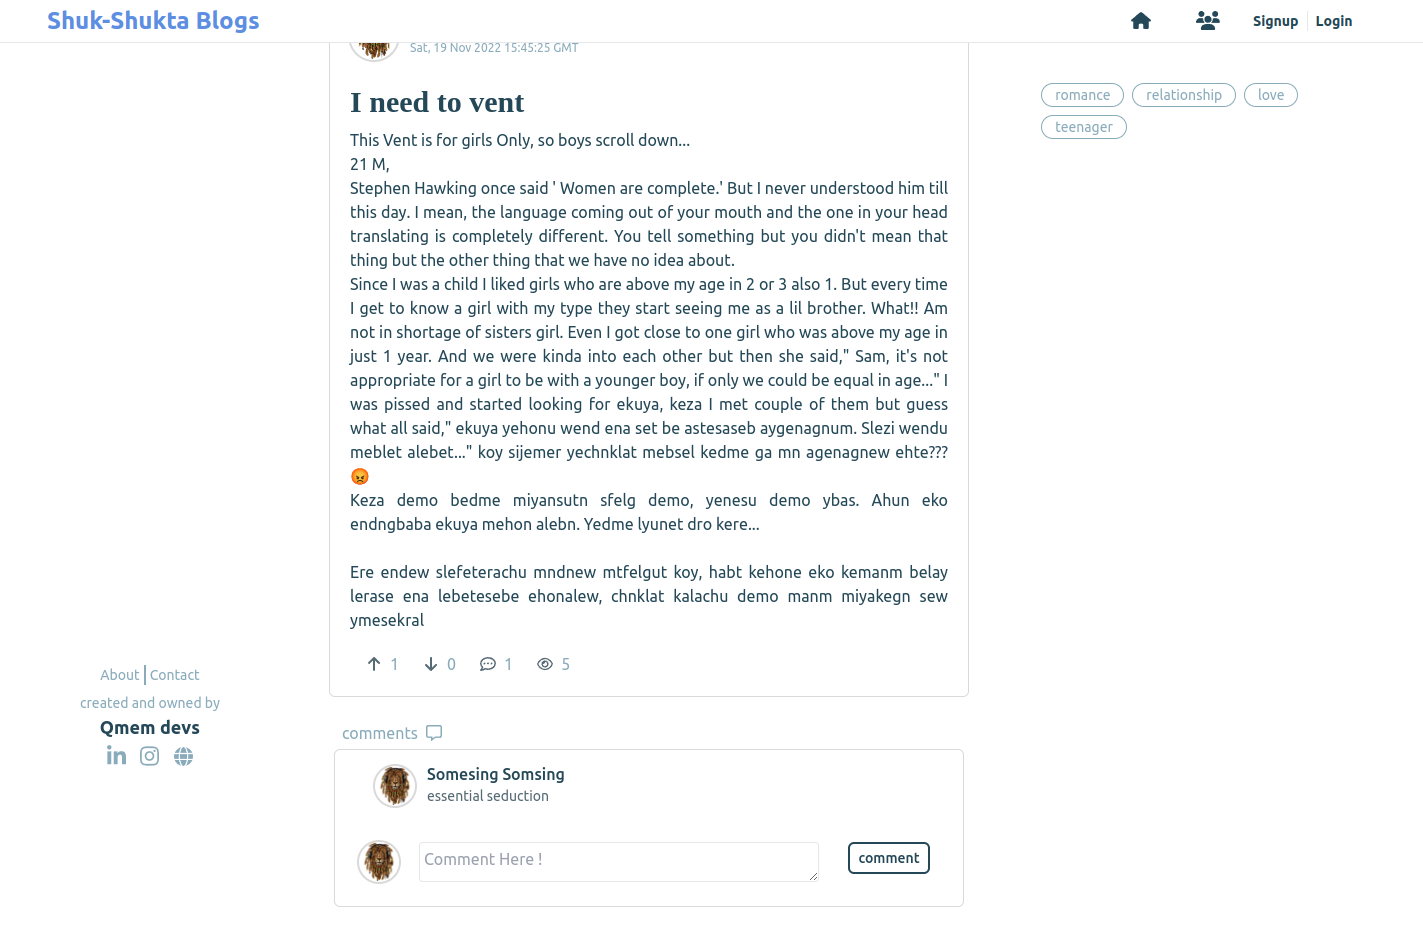 Shuk-Shukta Blogs
Signup
Login
Sat, 19 Nov 2022 15:45:25 GMT
I need to vent
This Vent is for girls Only, so boys scroll down...
21 M,
Stephen Hawking once said ' Women are complete.' But I never understood him till
this day. I mean, the language coming out of your mouth and the one in your head
translating is completely different. You tell something but you didn't mean that
thing but the other thing that we have no idea about.
Since I was a child I liked girls who are above my age in 2 or 3 also 1. But every time
I get to know a girl with my type they start seeing me as a lil brother. What!! Am
not in shortage of sisters girl. Even I got close to one girl who was above my age in
just 1 year. And we were kinda into each other but then she said," Sam, it's not
appropriate for a girl to be with a younger boy, if only we could be equal in age..." I
was pissed and started looking for ekuya, keza I met couple of them but guess
what all said," ekuya yehonu wend ena set be astesaseb aygenagnum. Slezi wendu
meblet alebet..." koy sijemer yechnklat mebsel kedme ga mn agenagnew ehte???
😡
Keza demo bedme miyansutn sfelg demo, yenesu demo ybas. Ahun eko
endngbaba ekuya mehon alebn. Yedme lyunet dro kere...
Ere endew slefeterachu mndnew mtfelgut koy, habt kehone eko kemanm belay
lerase ena lebetesebe ehonalew, chnklat kalachu demo manm miyakegn sew
ymesekral
1 0 1 5
romance relationship love
teenager
About Contact
created and owned by
Qmem devs
comments
Somesing Somsing
essential seduction
Comment Here !
comment